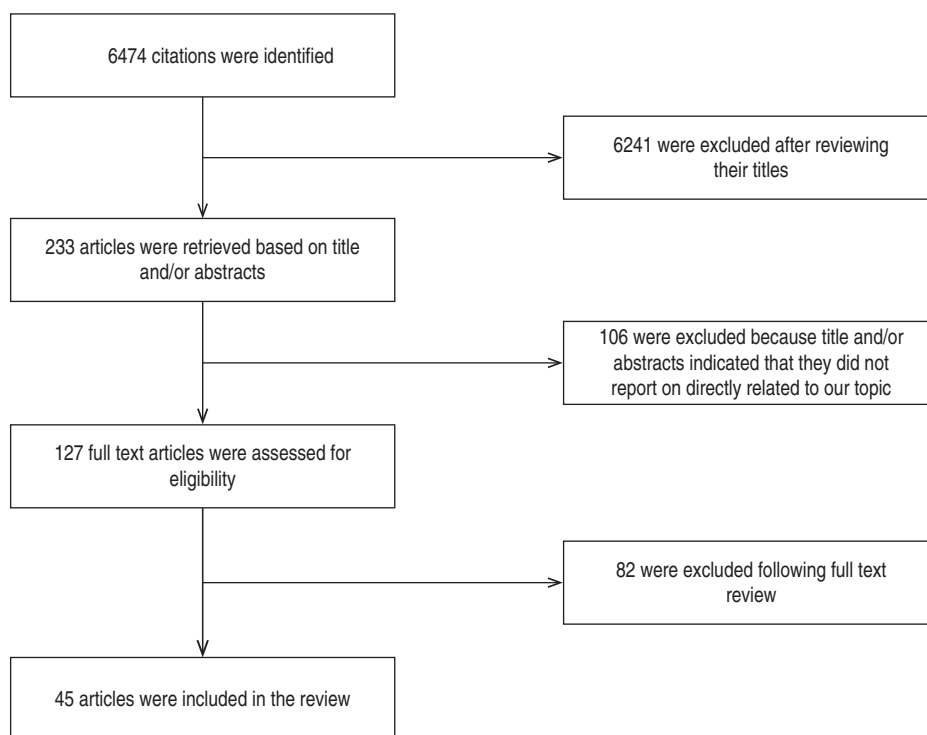 6474 citations were identified
6241 were excluded after reviewing
their titles
233 articles were retrieved based on title
and/or abstracts
106 were excluded because title and/or
abstracts indicated that they did not
report on directly related to our topic
127 full text articles were assessed for
eligibility
82 were excluded following full text
review
45 articles were included in the review